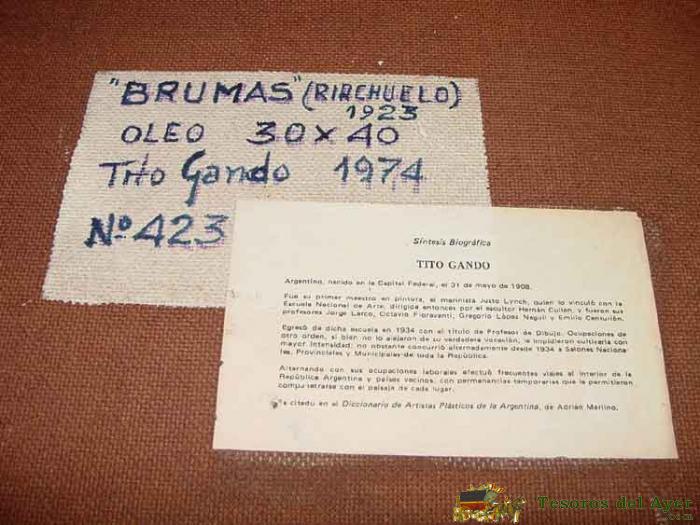 "BRUMAS" (RIACHUELO)
1923
OLEO 30 x 40
Tito Gando 1974
Nº 423
Síntesis Biográfica
TITO GANDO
Argentino, nacido en la Capital Federal, el 31 de mayo de 1908.
Fue su primer maestro en pintura, el marinista Justo Lynch, quien lo vinculó con la
Escuela Nacional de Arte, dirigida entonces por el escultor Hernán Cullen, y fueron sus
profesores Jorge Larco, Octavio Fioravanti, Gregorio López Naguil y Emilio Centurión.
Egresó de dicha escuela en 1934 con el título de Profesor de Dibujo. Ocupaciones de
otro orden, si bien no lo alejaron de su verdadera vocación, le impidieron cultivarla con
mayor intensidad; no obstante concurrió alternadamente desde 1934 a Salones Naciona-
les, Provinciales y Municipales de toda la República.
Alternando con sus ocupaciones laborales efectuó frecuentes viajes al interior de la
República Argentina y países vecinos, con permanencias temporarias que le permitieron
compenetrarse con el paisaje de cada lugar.
Es citado en el Diccionario de Artistas Plásticos de la Argentina, de Adrián Merlino.
Tesoros del Ayer